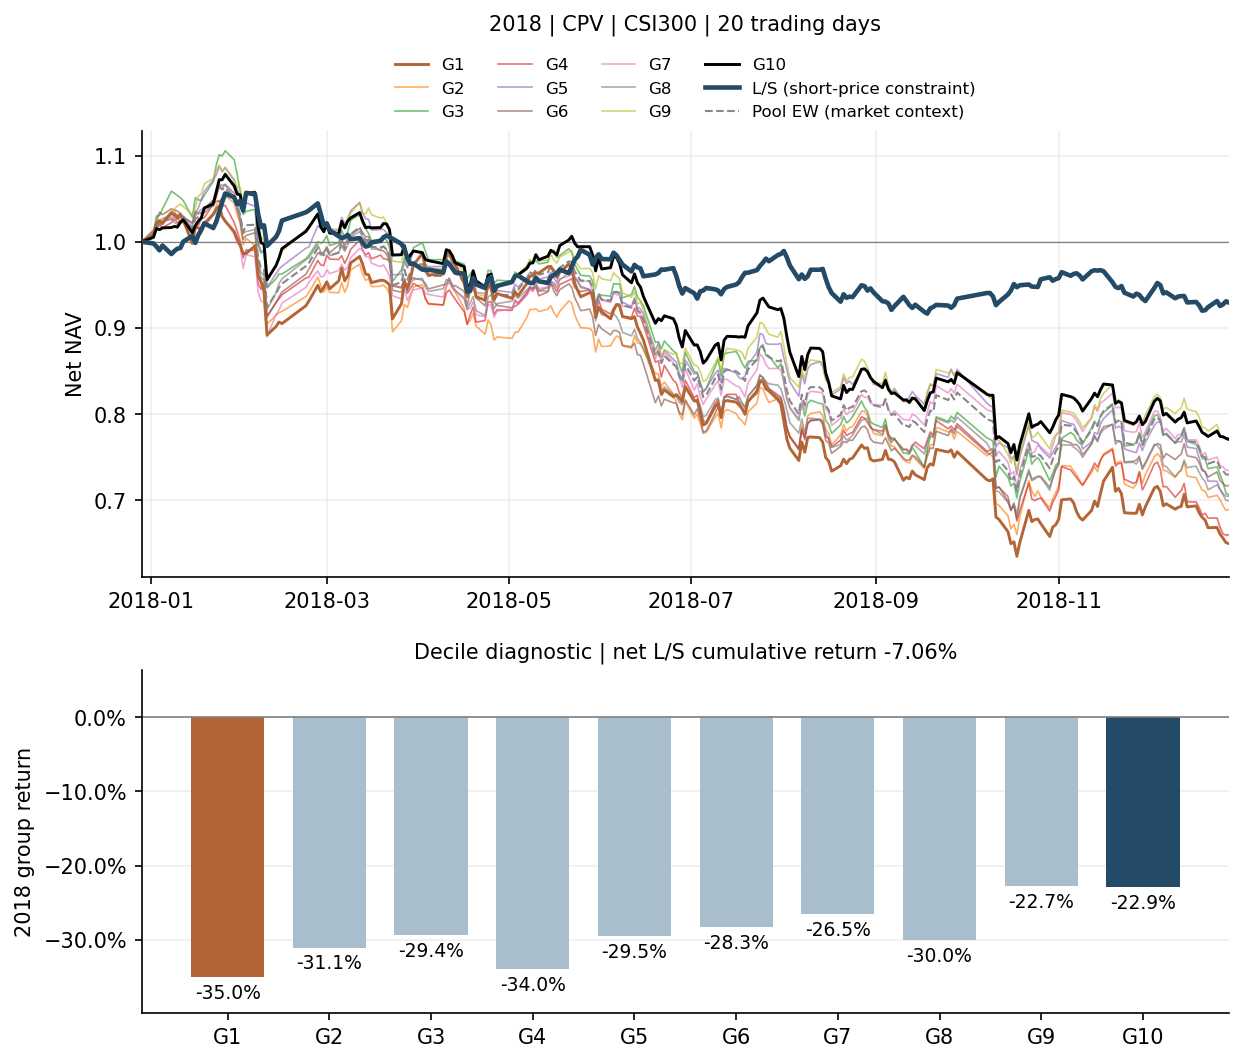 2018 | CPV | CSI300 | 20 trading days
G1 G4 G7 G10
G2 G5 G8 L/S (short-price constraint)
G3 G6 G9 Pool EW (market context)
Net NAV
1.1
1.0
0.9
0.8
0.7
2018-01 2018-03 2018-05 2018-07 2018-09 2018-11
Decile diagnostic | net L/S cumulative return -7.06%
2018 group return
0.0%
−10.0%
−20.0%
−30.0%
-35.0%
-31.1%
-29.4%
-34.0%
-29.5%
-28.3%
-26.5%
-30.0%
-22.7%
-22.9%
G1 G2 G3 G4 G5 G6 G7 G8 G9 G10